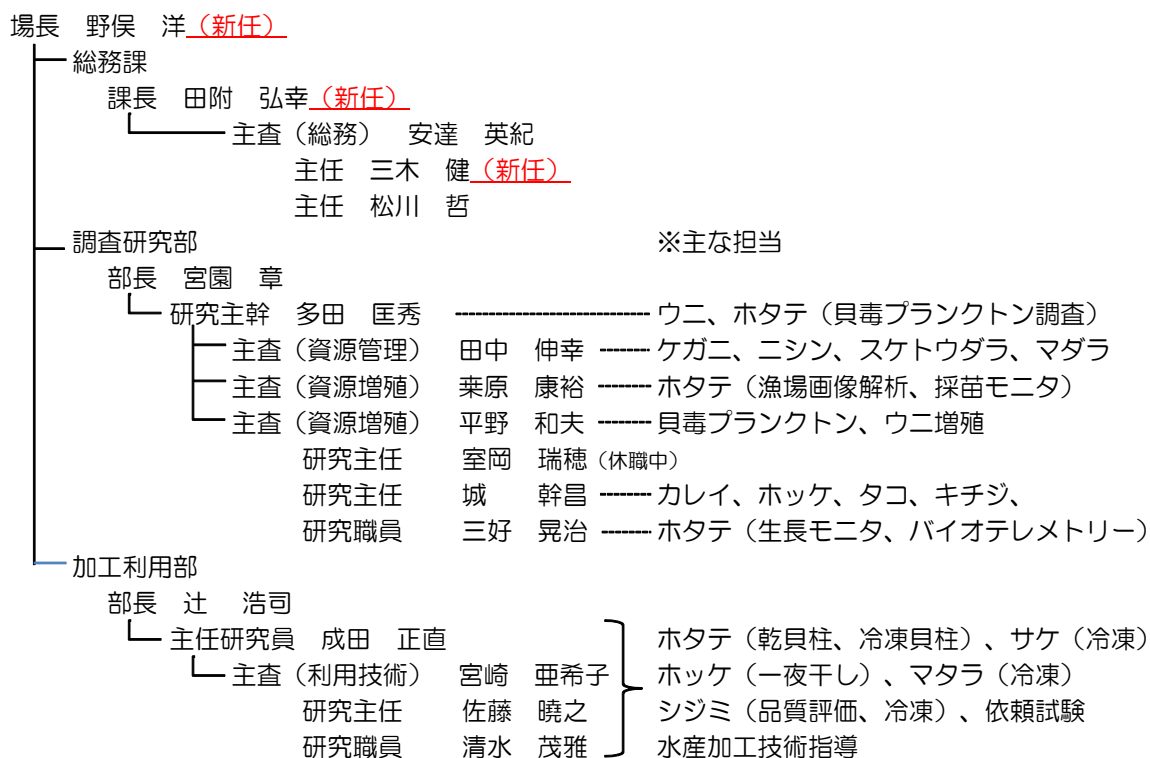 場長　野俣　洋（新任）
総務課
課長　田附　弘幸（新任）
主査（総務）　安達　英紀
主任　三木　健（新任）
主任　松川　哲
調査研究部　※主な担当
部長　宮園　章
研究主幹　多田　匡秀　ウニ、ホタテ（貝毒プランクトン調査）
主査（資源管理）　田中　伸幸　ケガニ、ニシン、スケトウダラ、マダラ
主査（資源増殖）　桒原　康裕　ホタテ（漁場画像解析、採苗モニタ）
主査（資源増殖）　平野　和夫　貝毒プランクトン、ウニ増殖
研究主任　室岡　瑞穂（休職中）
研究主任　城　幹昌　カレイ、ホッケ、タコ、キチジ、
研究職員　三好　晃治　ホタテ（生長モニタ、バイオテレメトリー）
加工利用部
部長　辻　浩司
主任研究員　成田　正直　ホタテ（乾貝柱、冷凍貝柱）、サケ（冷凍）
主査（利用技術）　宮崎　亜希子　ホッケ（一夜干し）、マタラ（冷凍）
研究主任　佐藤　暁之　シジミ（品質評価、冷凍）、依頼試験
研究職員　清水　茂雅　水産加工技術指導